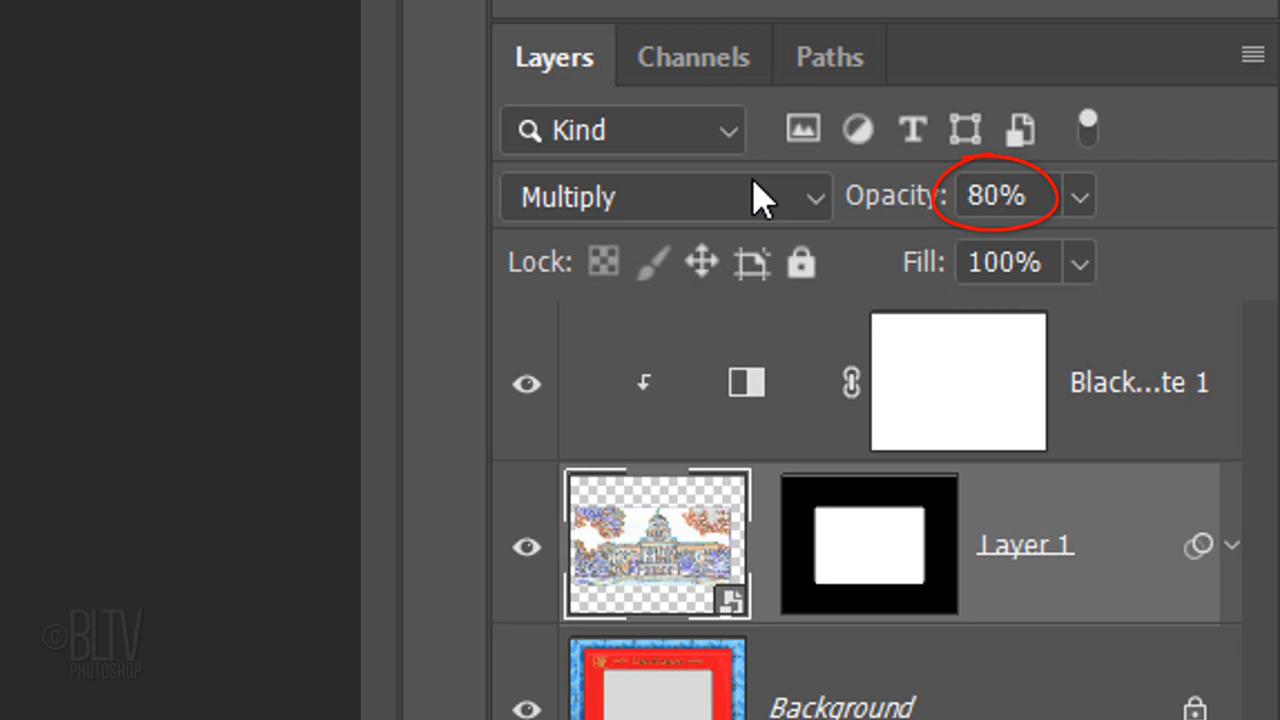 Layers Channels Paths
Kind
Multiply Opacity: 80%
Lock: Fill: 100%
Black...te 1
Layer 1
Background
©BLTV
PHOTOSHOP